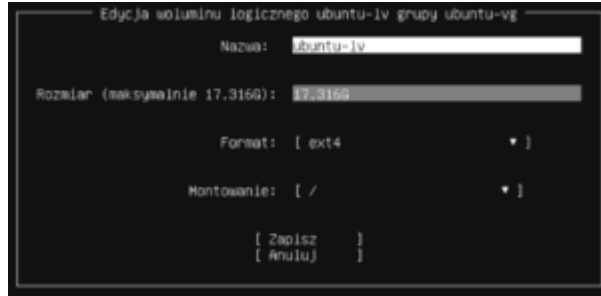 Edycja woluminu logicznego ubuntu-lv grupy ubuntu-vg
Nazwa: ubuntu-lv
Rozmiar (maksymalnie 17.316G): 17.316G
Format: [ ext4 ▾ ]
Montowanie: [ / ▾ ]
[ Zapisz ]
[ Anuluj ]